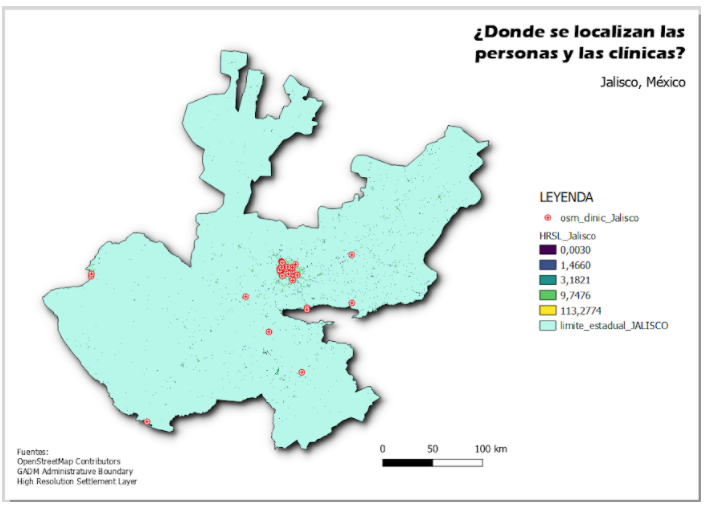 ¿Donde se localizan las
personas y las clínicas?
Jalisco, México
LEYENDA
osm_clinic_Jalisco
HRSL_Jalisco
0,0030
1,4660
3,1821
9,7476
113,2774
limite_estadual_JALISCO
0 50 100 km
Fuentes:
OpenStreetMap Contributors
GADM Administratuve Boundary
High Resolution Settlement Layer